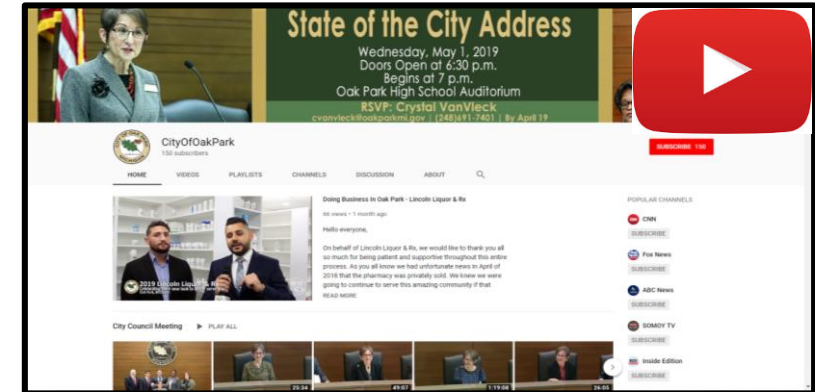 State of the City Address
Wednesday, May 1, 2019
Doors Open at 6:30 p.m.
Begins at 7 p.m.
Oak Park High School Auditorium
RSVP: Crystal VanVleck
cvanvleck@oakparkmi.gov | (248)691-7401 | By April 19
CityOfOakPark
150 subscribers
SUBSCRIBE 150
HOME VIDEOS PLAYLISTS CHANNELS DISCUSSION ABOUT
Doing Business In Oak Park - Lincoln Liquor & Rx
66 views • 1 month ago
Hello everyone,
On behalf of Lincoln Liquor & Rx, we would like to thank you all
so much for being patient and supportive throughout this entire
process. As you all know we had unfortunate news in April of
2018 that the pharmacy was privately sold. We knew we were
going to continue to serve this amazing community if that
READ MORE
2019 Lincoln Liquor & Rx
POPULAR CHANNELS
CNN
SUBSCRIBE
Fox News
SUBSCRIBE
ABC News
SUBSCRIBE
SOMOY TV
SUBSCRIBE
Inside Edition
SUBSCRIBE
City Council Meeting PLAY ALL
25:34
49:07
1:19:08
26:05